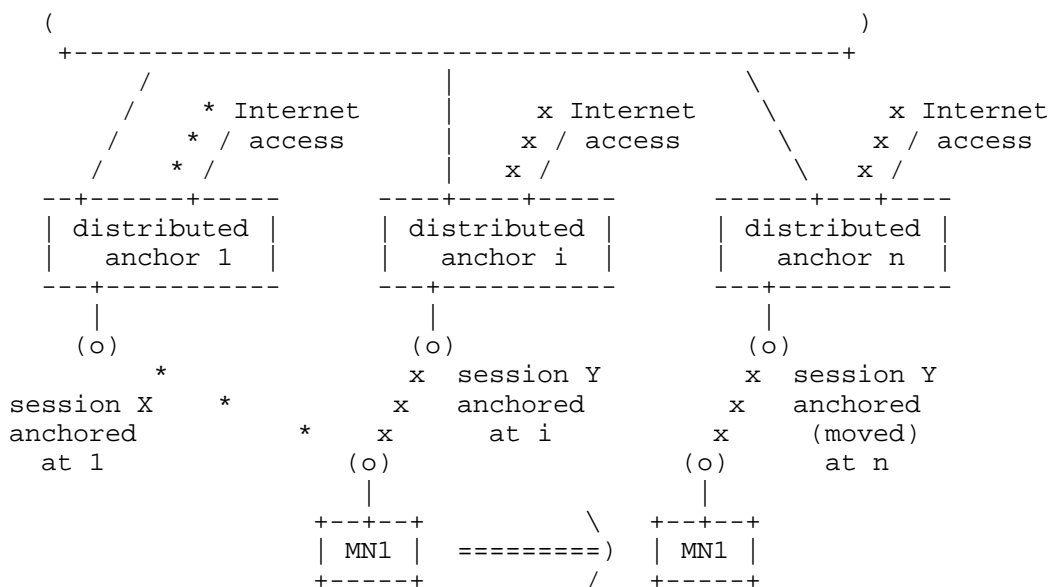 (                                                  )
 +------------------------------------------------+
      /                  |                  \
     /     * Internet    |     x Internet    \       x Internet
    /     * / access     |    x / access      \     x / access
   /     * /             |   x /               \   x /
--+------+-----      ----+----+-----      ------+---+----
| distributed |      | distributed |      | distributed |
|   anchor 1  |      |   anchor i  |      |   anchor n  |
---+-----------      ---+-----------      ---+-----------
   |                    |                    |
  (o)                  (o)                  (o)
       *                x  session Y        x  session Y
session X    *         x   anchored        x   anchored
anchored          *   x      at i         x     (moved)
  at 1              (o)                 (o)      at n
                     |                   |
                  +--+--+         \   +--+--+
                  | MN1 |  =========) | MN1 |
                  +-----+         /   +-----+